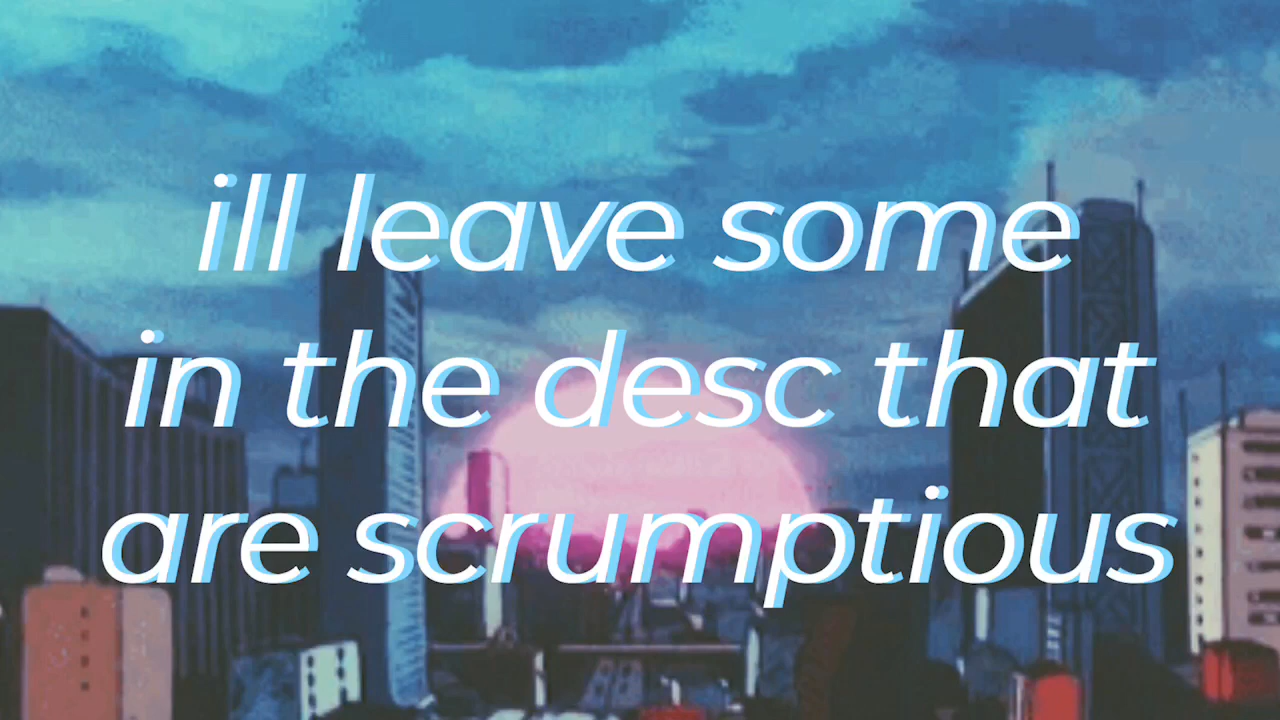 ill leave some
in the desc that
are scrumptious